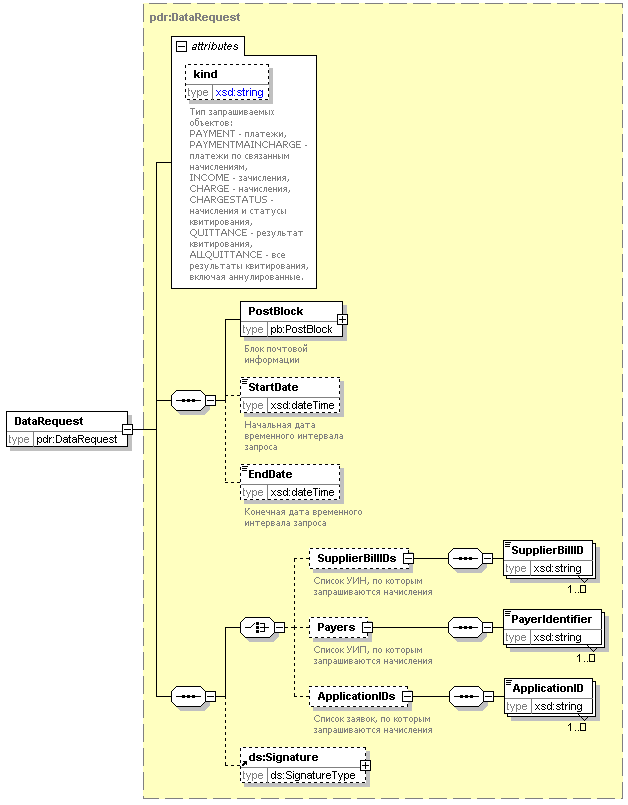 pdr:DataRequest
attributes
kind
type xsd:string
Тип запрашиваемых
объектов:
PAYMENT - платежи,
PAYMENTMAINCHARGE -
платежи по связанным
начислениям,
INCOME - зачисления,
CHARGE - начисления,
CHARGESTATUS -
начисления и статусы
квитирования,
QUITTANCE - результат
квитирования,
ALLQUITTANCE - все
результаты квитирования,
включая аннулированные.
PostBlock
type pb:PostBlock
Блок почтовой
информации
StartDate
type xsd:dateTime
Начальная дата
временного интервала
запроса
DataRequest
type pdr:DataRequest
EndDate
type xsd:dateTime
Конечная дата временного
интервала запроса
SupplierBillIDs
Список УИН, по которым
запрашиваются начисления
SupplierBillID
type xsd:string
1..∞
Payers
Список УИП, по которым
запрашиваются начисления
PayerIdentifier
type xsd:string
1..∞
ApplicationIDs
Список заявок, по которым
запрашиваются начисления
ApplicationID
type xsd:string
1..∞
ds:Signature
type ds:SignatureType